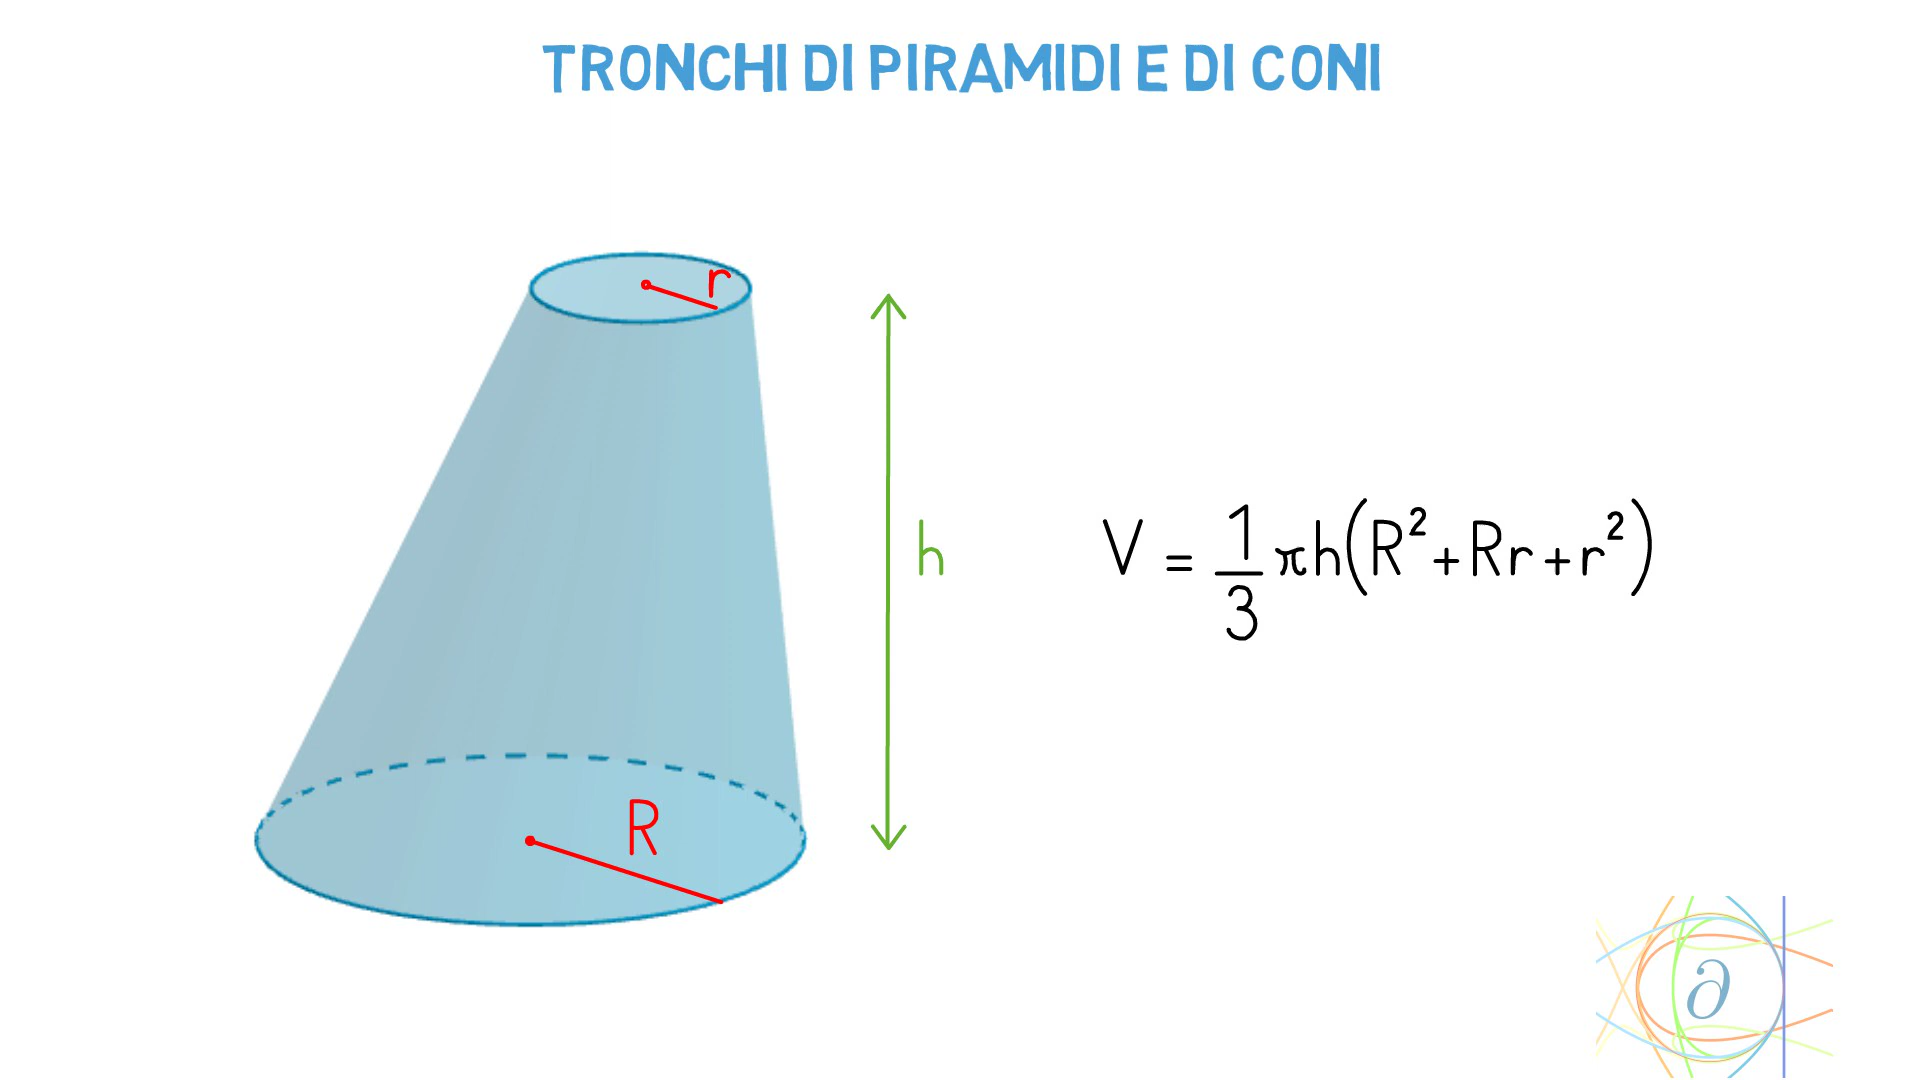 TRONCHI DI PIRAMIDI E DI CONI
r
h
V = 1/3 πh(R²+Rr+r²)
R
∂